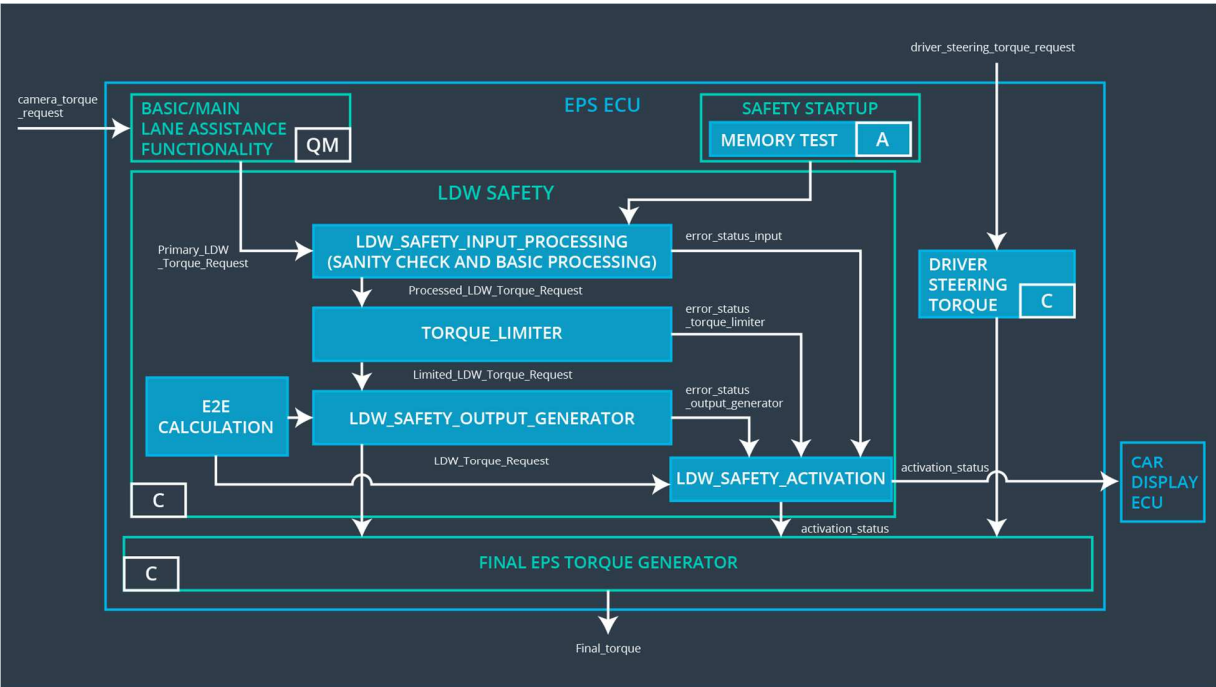 driver_steering_torque_request
camera_torque
_request
BASIC/MAIN
LANE ASSISTANCE
FUNCTIONALITY
QM
EPS ECU
SAFETY STARTUP
MEMORY TEST
A
LDW SAFETY
Primary_LDW
_Torque_Request
LDW_SAFETY_INPUT_PROCESSING
(SANITY CHECK AND BASIC PROCESSING)
error_status_input
DRIVER
STEERING
TORQUE
C
Processed_LDW_Torque_Request
TORQUE_LIMITER
error_status
_torque_limiter
Limited_LDW_Torque_Request
E2E
CALCULATION
LDW_SAFETY_OUTPUT_GENERATOR
error_status
_output_generator
LDW_Torque_Request
LDW_SAFETY_ACTIVATION
activation_status
CAR
DISPLAY
ECU
C
activation_status
FINAL EPS TORQUE GENERATOR
C
Final_torque